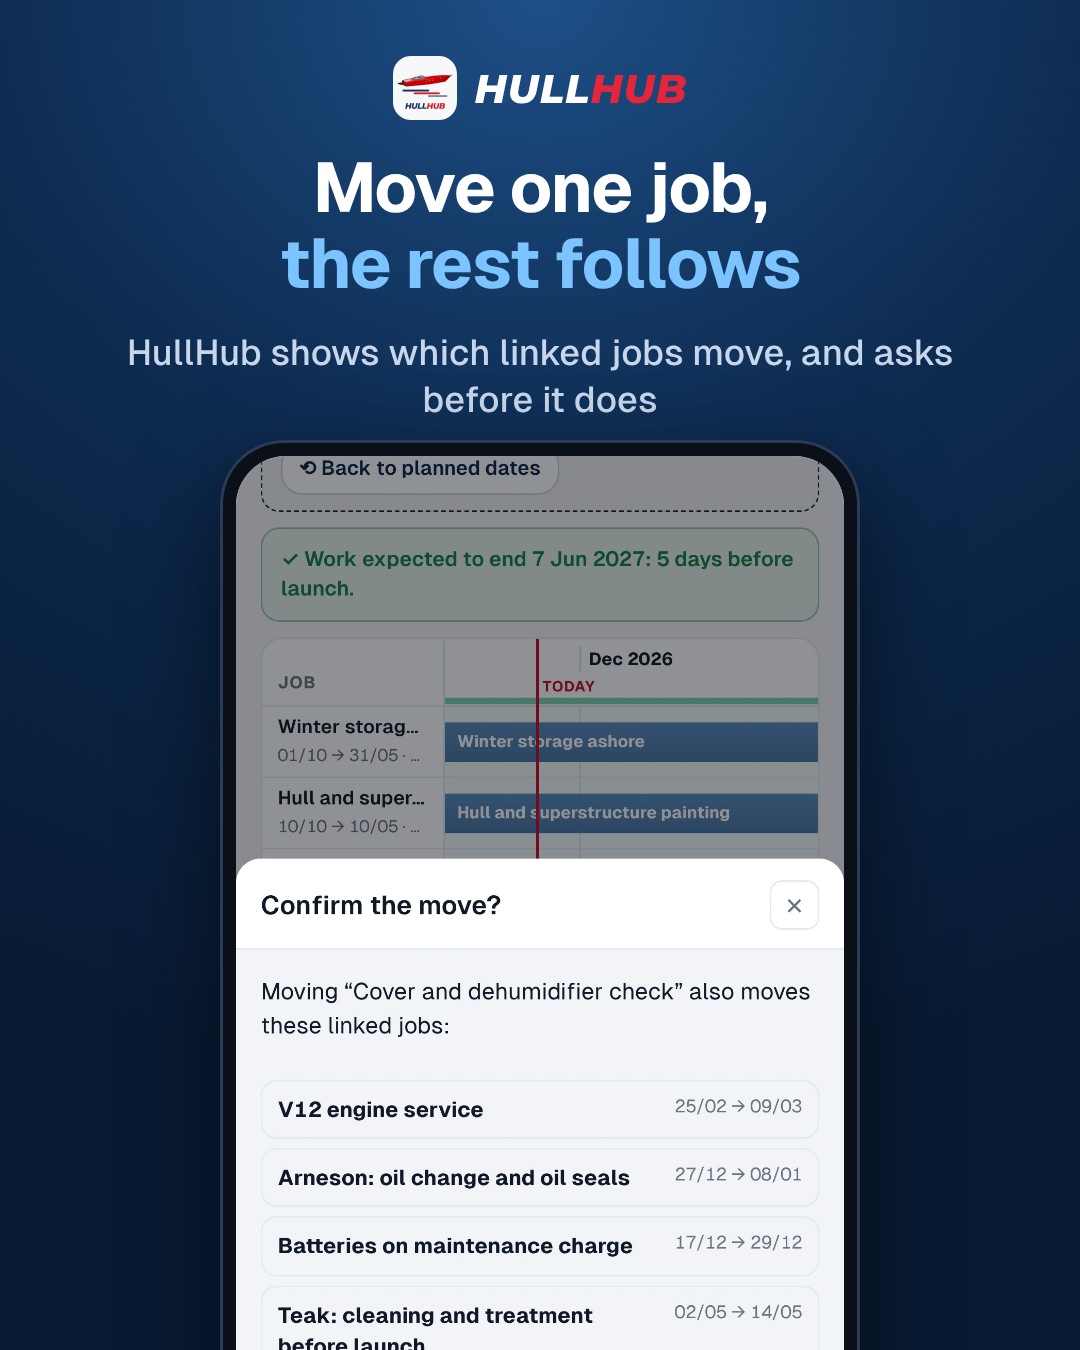 HULLHUB
HULLHUB
Move one job,
the rest follows
HullHub shows which linked jobs move, and asks
before it does
⟲ Back to planned dates
✓ Work expected to end 7 Jun 2027: 5 days before
launch.
Dec 2026
JOB
TODAY
Winter storag...
01/10 → 31/05 · ...
Winter storage ashore
Hull and super...
10/10 → 10/05 · ...
Hull and superstructure painting
Confirm the move?
×
Moving “Cover and dehumidifier check” also moves
these linked jobs:
V12 engine service
25/02 → 09/03
Arneson: oil change and oil seals
27/12 → 08/01
Batteries on maintenance charge
17/12 → 29/12
Teak: cleaning and treatment
02/05 → 14/05
before launch